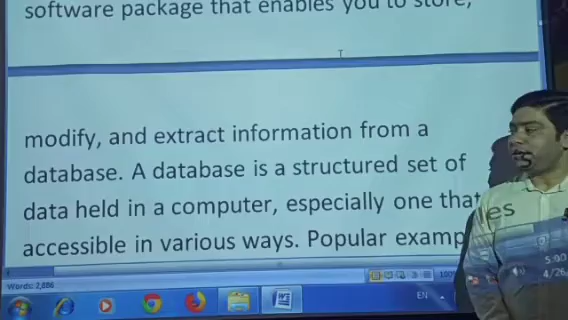 software package that enables you to store,
modify, and extract information from a
database. A database is a structured set of
data held in a computer, especially one that
accessible in various ways. Popular examples
Words: 2,886
100%
EN
5:00
4/26